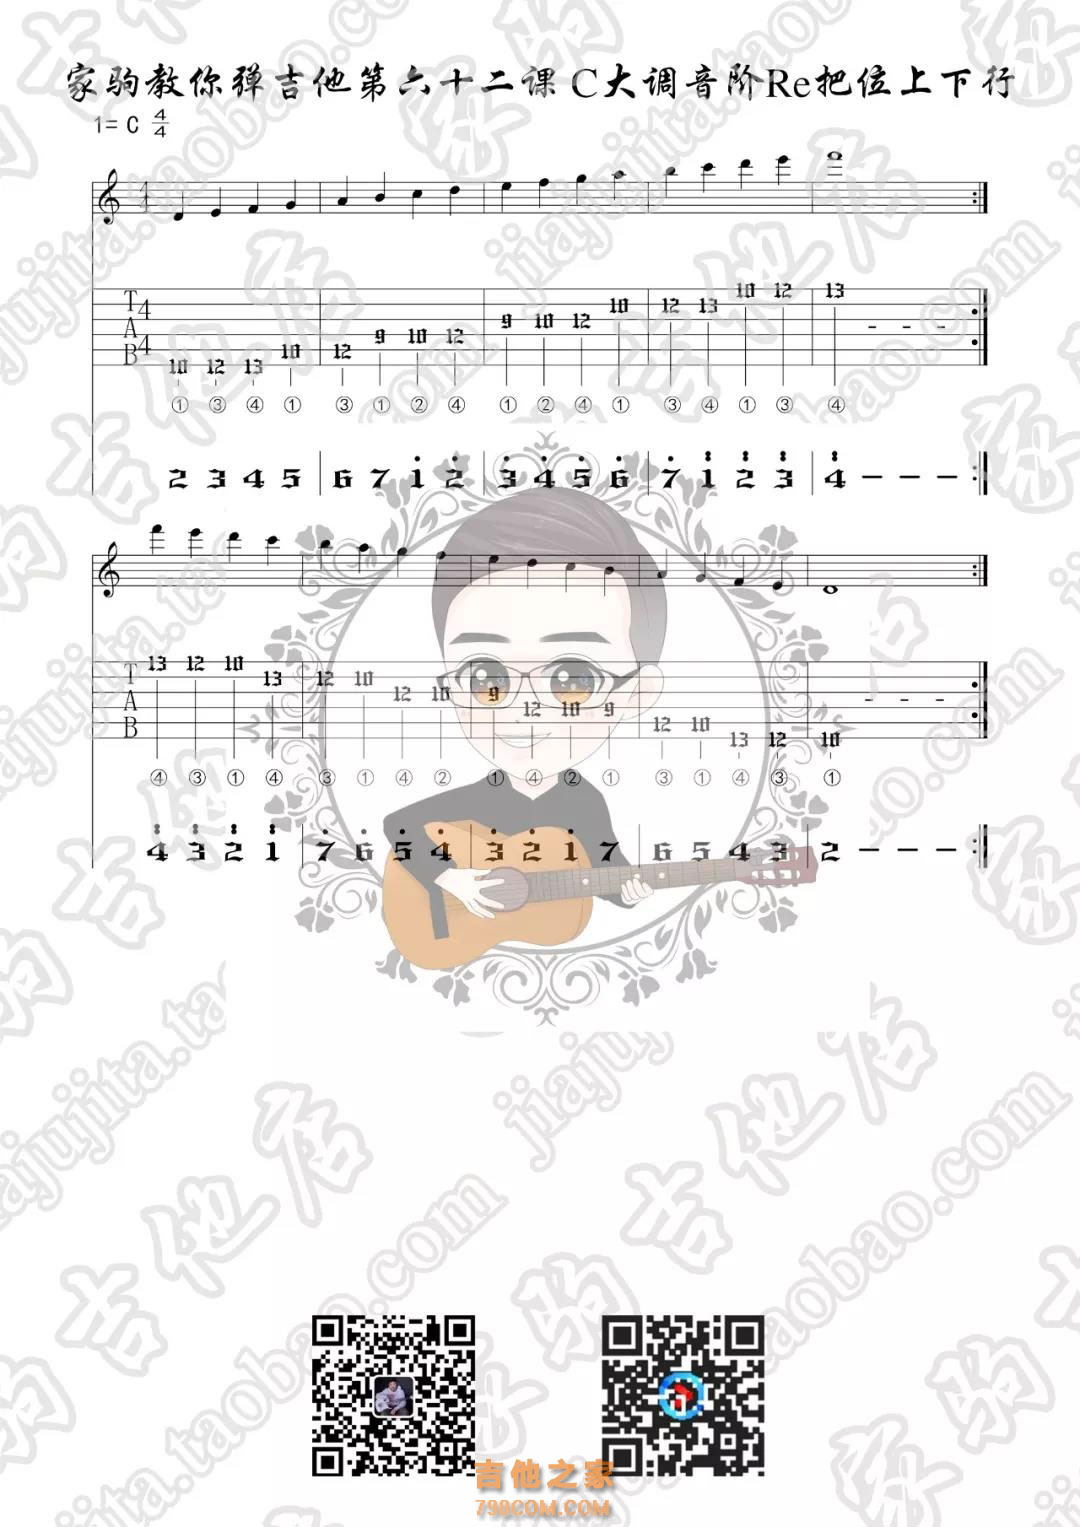 家驹教你弹吉他第六十二课 C大调音阶Re把位上下行
1= C 4/4
4 4
T A B 4 4
10 12 13 10 12 9 10 12 9 10 12 10 12 13 10 12 13 - - -
① ③ ④ ① ③ ① ② ④ ① ② ④ ① ③ ④ ① ③ ④
2 3 4 5 6 7 1 2 3 4 5 6 7 1 2 3 4 - - -
T A B
13 12 10 13 12 10 12 10 9 12 10 9 12 10 13 12 10 - - -
④ ③ ① ④ ③ ① ④ ② ① ④ ② ① ③ ① ④ ③ ①
4 3 2 1 7 6 5 4 3 2 1 7 6 5 4 3 2 - - -
家驹吉他店
jiajujita.taobao.com
吉他之家
798COM.COM